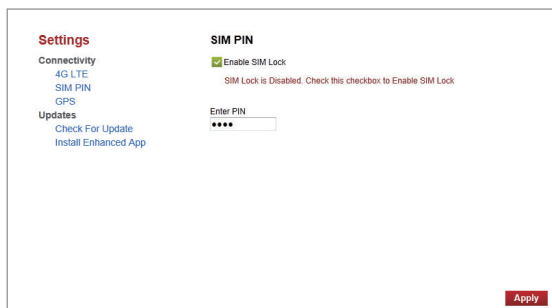 Settings
Connectivity
4G LTE
SIM PIN
GPS
Updates
Check For Update
Install Enhanced App
SIM PIN
Enable SIM Lock
SIM Lock is Disabled. Check this checkbox to Enable SIM Lock
Enter PIN
••••
Apply